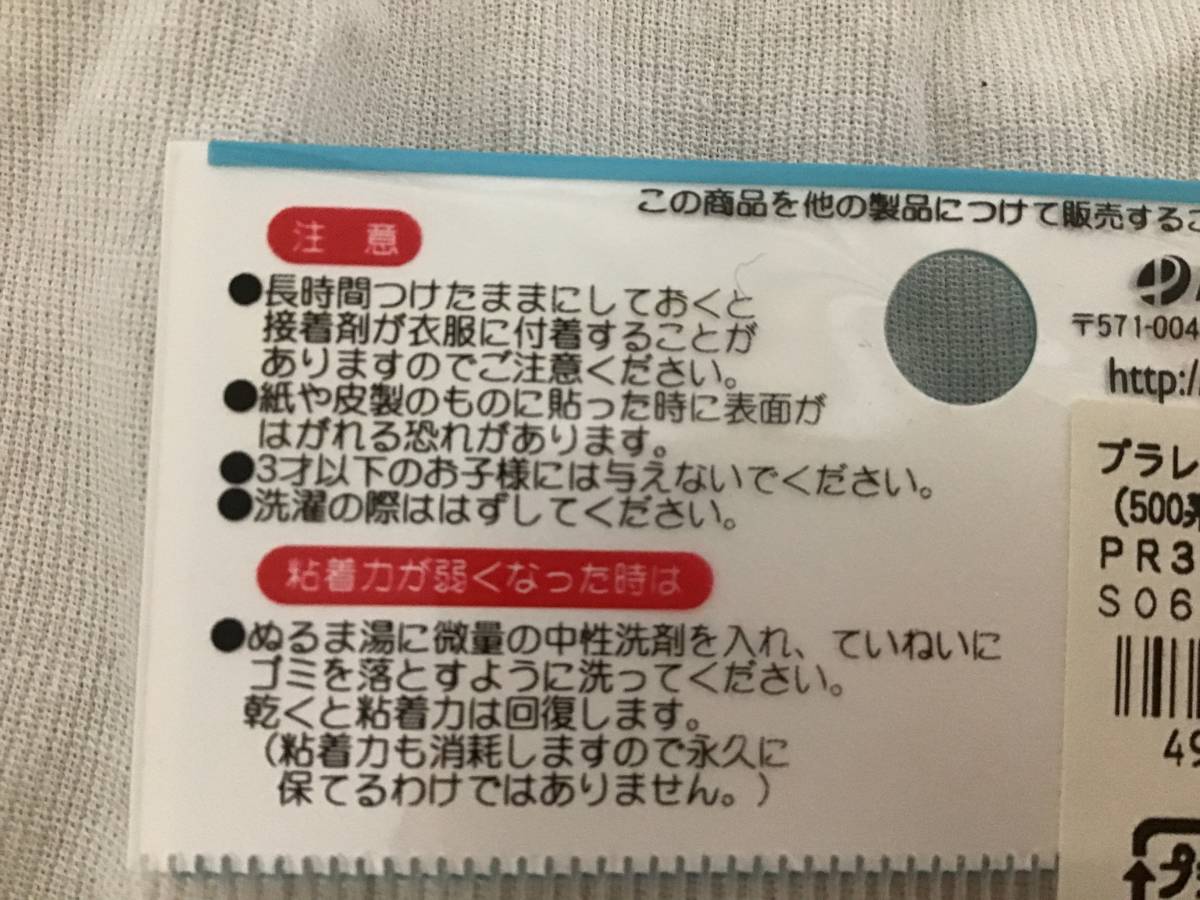 この商品を他の製品につけて販売するこ
注意
●長時間つけたままにしておくと
接着剤が衣服に付着することが
ありますのでご注意ください。
●紙や皮製のものに貼った時に表面が
はがれる恐れがあります。
●3才以下のお子様には与えないでください。
●洗濯の際ははずしてください。
粘着力が弱くなった時は
●ぬるま湯に微量の中性洗剤を入れ、ていねいに
ゴミを落とすように洗ってください。
乾くと粘着力は回復します。
(粘着力も消耗しますので永久に
保てるわけではありません。)
〒571-004
http:/
プラレ
(500系
PR3
S06
49
プ